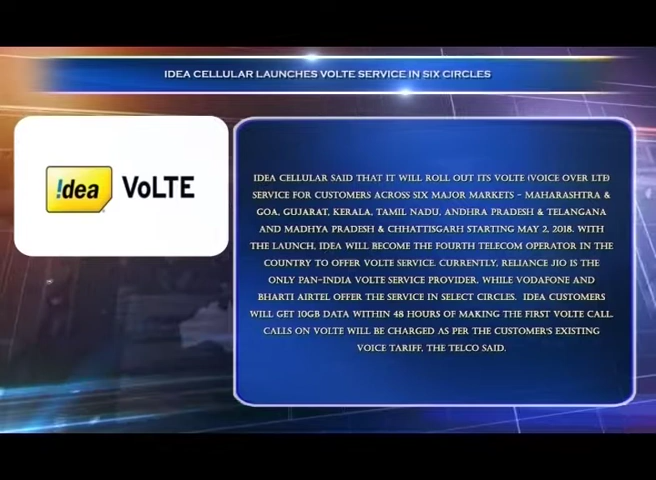 IDEA CELLULAR LAUNCHES VOLTE SERVICE IN SIX CIRCLES
!dea VoLTE
IDEA CELLULAR SAID THAT IT WILL ROLL OUT ITS VOLTE (VOICE OVER LTE)
SERVICE FOR CUSTOMERS ACROSS SIX MAJOR MARKETS – MAHARASHTRA &
GOA, GUJARAT, KERALA, TAMIL NADU, ANDHRA PRADESH & TELANGANA
AND MADHYA PRADESH & CHHATTISGARH STARTING MAY 2, 2018. WITH
THE LAUNCH, IDEA WILL BECOME THE FOURTH TELECOM OPERATOR IN THE
COUNTRY TO OFFER VOLTE SERVICE. CURRENTLY, RELIANCE JIO IS THE
ONLY PAN-INDIA VOLTE SERVICE PROVIDER, WHILE VODAFONE AND
BHARTI AIRTEL OFFER THE SERVICE IN SELECT CIRCLES. IDEA CUSTOMERS
WILL GET 10GB DATA WITHIN 48 HOURS OF MAKING THE FIRST VOLTE CALL.
CALLS ON VOLTE WILL BE CHARGED AS PER THE CUSTOMER'S EXISTING
VOICE TARIFF, THE TELCO SAID.